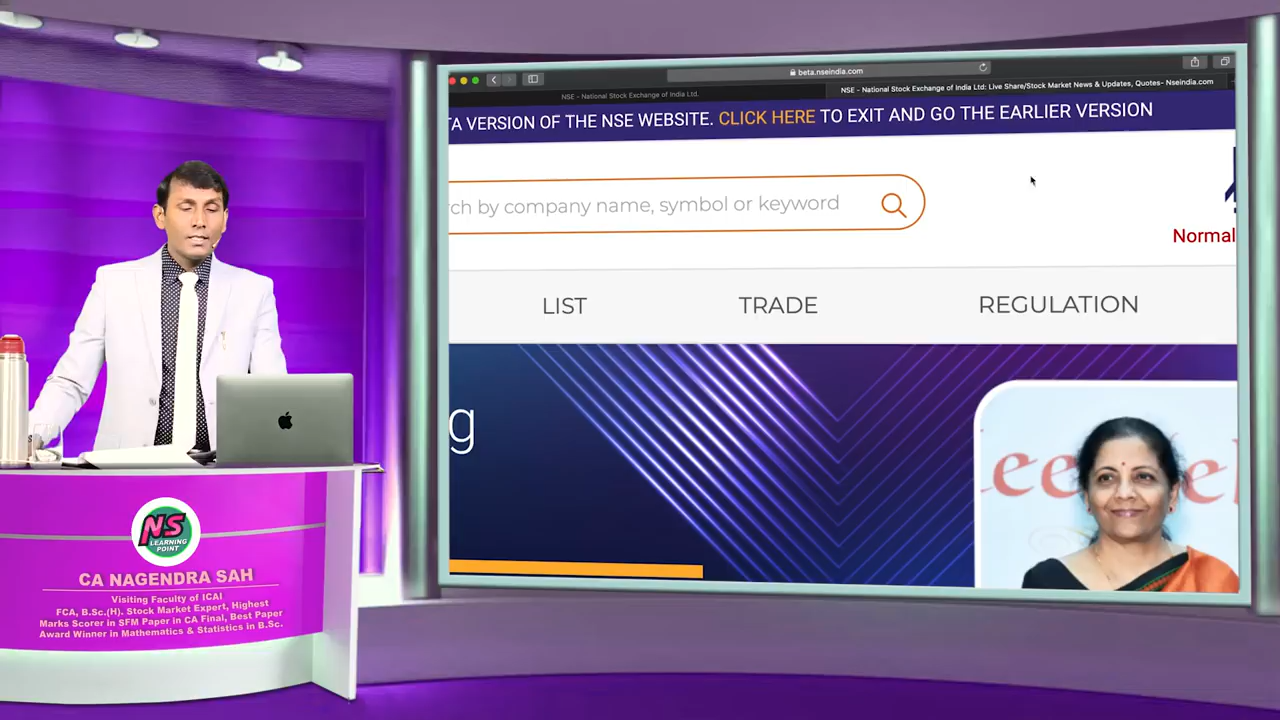 beta.nseindia.com
NSE - National Stock Exchange of India Ltd.
NSE - National Stock Exchange of India Ltd: Live Share/Stock Market News & Updates, Quotes- Nseindia.com
TA VERSION OF THE NSE WEBSITE. CLICK HERE TO EXIT AND GO THE EARLIER VERSION
rch by company name, symbol or keyword
Normal
LIST TRADE REGULATION
g
NS
LEARNING
POINT
CA NAGENDRA SAH
Visiting Faculty of ICAI
FCA, B.Sc.(H). Stock Market Expert, Highest
Marks Scorer in SFM Paper in CA Final, Best Paper
Award Winner in Mathematics & Statistics in B.Sc.